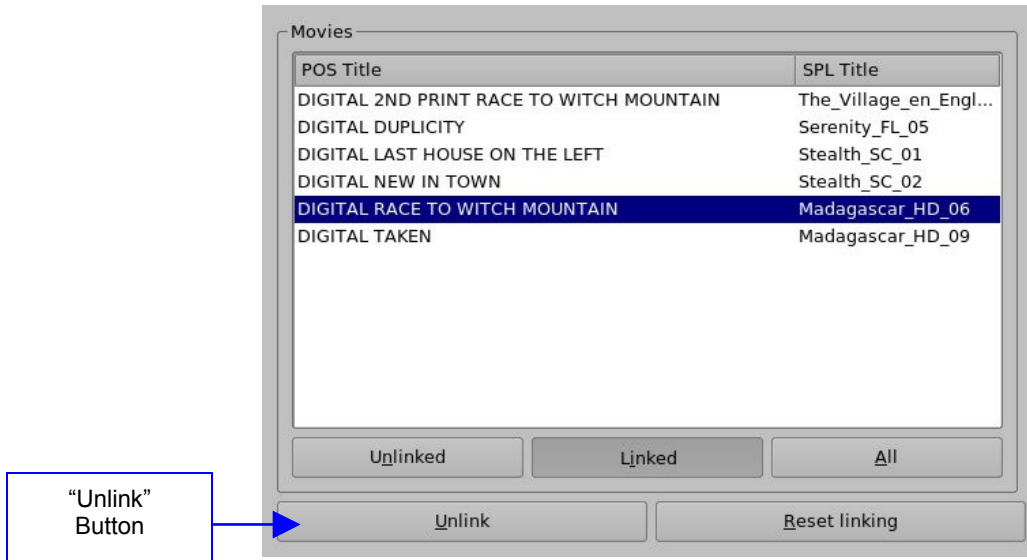 Movies
POS Title SPL Title
DIGITAL 2ND PRINT RACE TO WITCH MOUNTAIN The_Village_en_Engl...
DIGITAL DUPLICITY Serenity_FL_05
DIGITAL LAST HOUSE ON THE LEFT Stealth_SC_01
DIGITAL NEW IN TOWN Stealth_SC_02
DIGITAL RACE TO WITCH MOUNTAIN Madagascar_HD_06
DIGITAL TAKEN Madagascar_HD_09
Unlinked Linked All
Unlink Reset linking
“Unlink”
Button